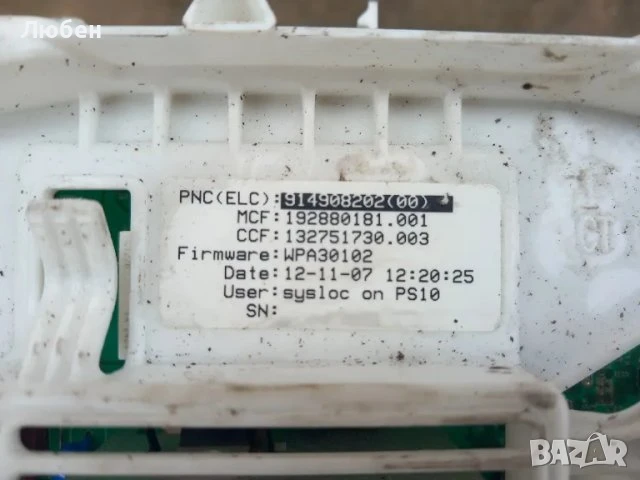 Любен
PNC(ELC):914908202(00)
MCF:192880181.001
CCF:132751730.003
Firmware:WPA30102
Date:12-11-07 12:20:25
User:sysloc on PS10
SN:
BAZAR